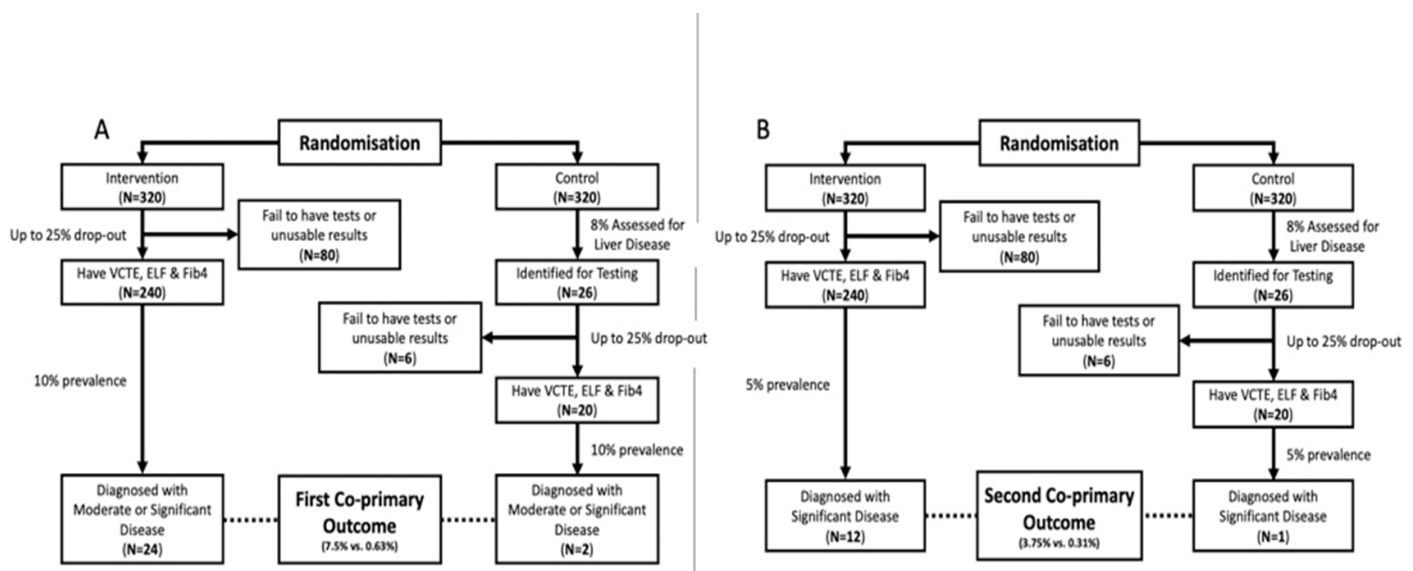 A
Randomisation
Intervention
(N=320)
Control
(N=320)
Up to 25% drop-out
Fail to have tests or
unusable results
(N=80)
8% Assessed for
Liver Disease
Have VCTE, ELF & Fib4
(N=240)
Identified for Testing
(N=26)
Fail to have tests or
unusable results
(N=6)
Up to 25% drop-out
10% prevalence
Have VCTE, ELF & Fib4
(N=20)
10% prevalence
Diagnosed with
Moderate or Significant
Disease
(N=24)
First Co-primary
Outcome
(7.5% vs. 0.63%)
Diagnosed with
Moderate or Significant
Disease
(N=2)
B
Randomisation
Intervention
(N=320)
Control
(N=320)
Up to 25% drop-out
Fail to have tests or
unusable results
(N=80)
8% Assessed for
Liver Disease
Have VCTE, ELF & Fib4
(N=240)
Identified for Testing
(N=26)
Fail to have tests or
unusable results
(N=6)
Up to 25% drop-out
5% prevalence
Have VCTE, ELF & Fib4
(N=20)
5% prevalence
Diagnosed with
Significant Disease
(N=12)
Second Co-primary
Outcome
(3.75% vs. 0.31%)
Diagnosed with
Significant Disease
(N=1)